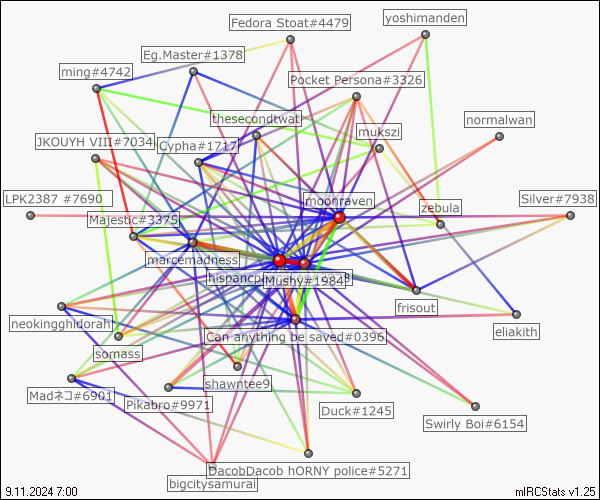 Fedora Stoat#4479
yoshimanden
Eg.Master#1378
ming#4742
Pocket Persona#3326
thesecondtwat
normalwan
mukszi
JKOUYH VIII#7034
Cypha#1717
LPK2387 #7690
moonraven
Silver#7938
Majestic#3375
zebula
marcemadness
Mushy#1984
frisout
neokingghidorah
eliakith
Can anything be saved#0396
somass
shawntee9
Madネコ#6901
Pikabro#9971
Duck#1245
Swirly Boi#6154
DacobDacob hORNY police#5271
bigcitysamurai
9.11.2024 7:00
mIRCStats v1.25